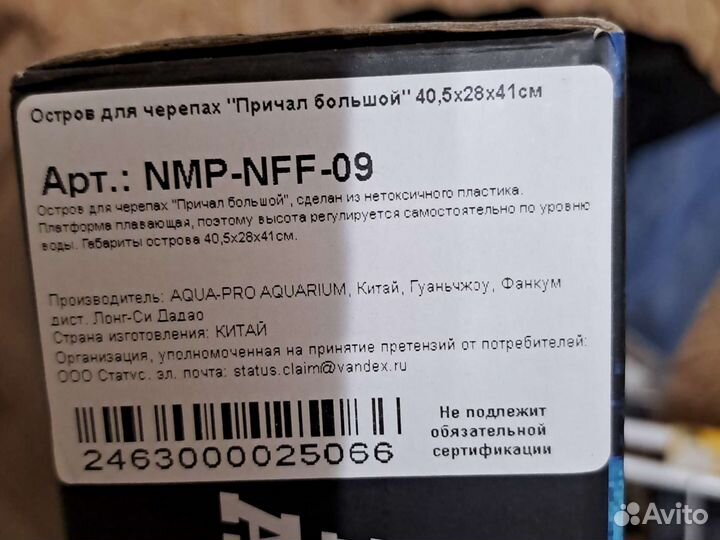 Остров для черепах "Причал большой" 40,5х28х41см
Арт.: NMP-NFF-09
Остров для черепах "Причал большой", сделан из нетоксичного пластика.
Платформа плавающая, поэтому высота регулируется самостоятельно по уровню
воды. Габариты острова 40,5х28х41см.
Производитель: AQUA-PRO AQUARIUM, Китай, Гуаньчжоу, Фанкум
дист. Лонг-Си Дадао
Страна изготовления: КИТАЙ
Организация, уполномоченная на принятие претензий от потребителей:
ООО Статус. эл. почта: status.claim@yandex.ru
2463000025066
Не подлежит
обязательной
сертификации
Avito